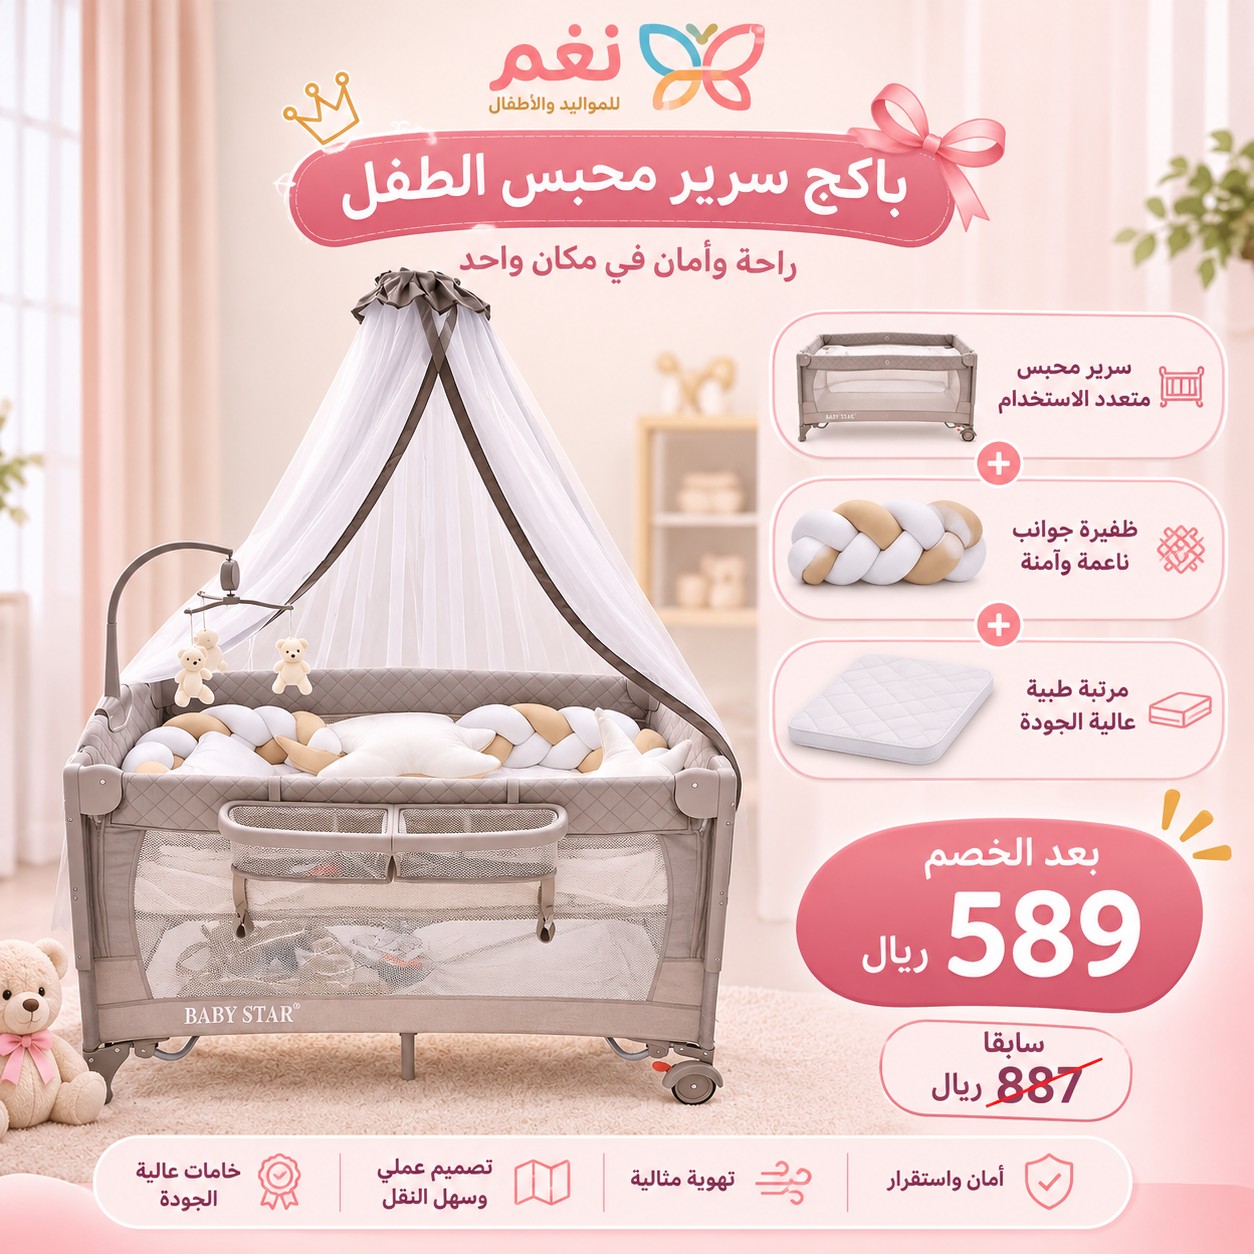 نغم
للمواليد والأطفال
باكج سرير محبس الطفل
راحة وأمان في مكان واحد
سرير محبس
متعدد الاستخدام
BABY STAR
+
ظفيرة جوانب
ناعمة وآمنة
+
مرتبة طبية
عالية الجودة
بعد الخصم
589 ريال
سابقا
887 ريال
BABY STAR®
أمان واستقرار
تهوية مثالية
تصميم عملي
وسهل النقل
خامات عالية
الجودة